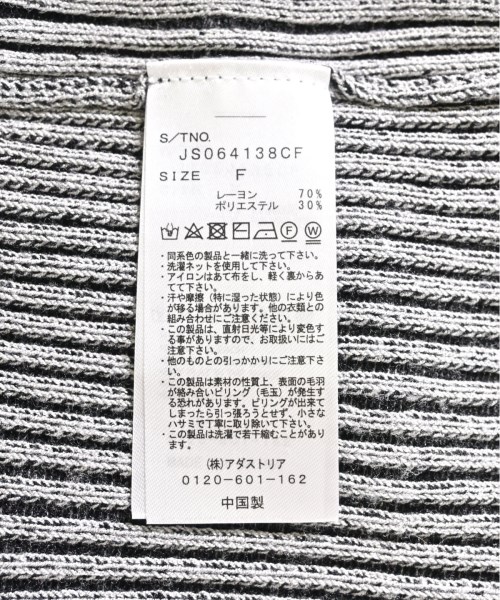 S/TNO.
JS064138CF
SIZE F
レーヨン 70%
ポリエステル 30%
・同系色の製品と一緒に洗って下さい。
・洗濯ネットを使用して下さい。
・アイロンはあて布をし、軽く裏からあ
てて下さい。
・汗や摩擦（特に湿った状態）により色
が移る場合があります。他の衣類との
組み合わせにご注意ください。
この製品は、直射日光等により変色す
る事がありますので、お取扱いにはご
注意下さい。
・他のものとの引っかかりにご注意下さ
い。
・この製品は素材の性質上、表面の毛羽
が絡み合いピリング（毛玉）が発生す
る恐れがあります。ピリングが出来て
しまったら引っ張ろうとせず、小さな
ハサミで丁寧に取り除いて下さい。
・この製品は洗濯で若干縮むことがあり
ます。
（株）アダストリア
0120-601-162
中国製